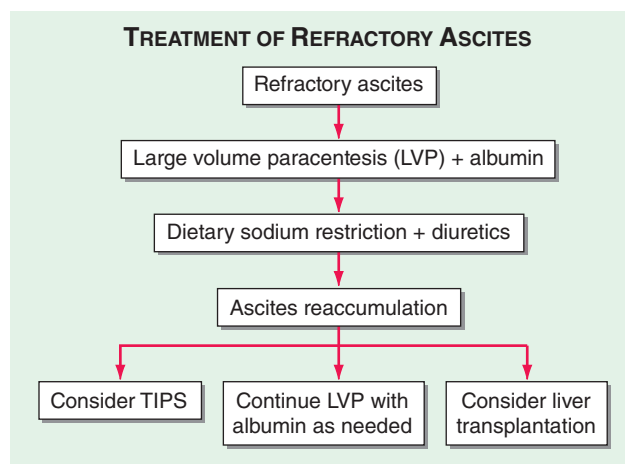 TREATMENT OF REFRACTORY ASCITES
Refractory ascites
Large volume paracentesis (LVP) + albumin
Dietary sodium restriction + diuretics
Ascites reaccumulation
Consider TIPS
Continue LVP with
albumin as needed
Consider liver
transplantation